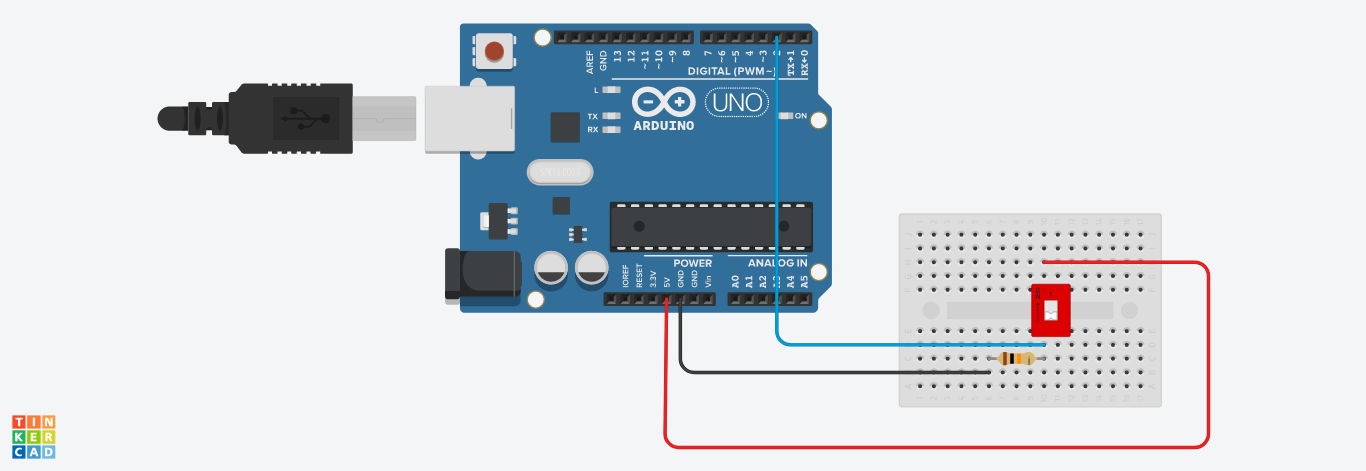 AREF
GND
13
12
~11
~10
~9
8
7
~6
~5
4
~3
TX→1
RX←0
DIGITAL (PWM ~)
L
TX
RX
ARDUINO
UNO
ON
POWER
ANALOG IN
IOREF
RESET
3.3V
5V
GND
GND
Vin
A0
A1
A2
A4
A5
TIN
KER
CAD